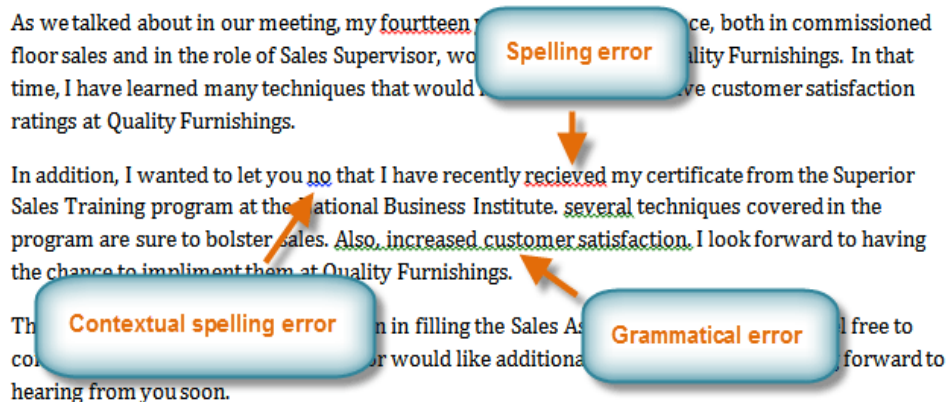 As we talked about in our meeting, my fourtteen ce, both in commissioned
floor sales and in the role of Sales Supervisor, wo ality Furnishings. In that
time, I have learned many techniques that would ve customer satisfaction
ratings at Quality Furnishings.
Spelling error
In addition, I wanted to let you no that I have recently recieved my certificate from the Superior
Sales Training program at the National Business Institute. several techniques covered in the
program are sure to bolster sales. Also, increased customer satisfaction. I look forward to having
the chance to impliment them at Quality Furnishings.
Contextual spelling error
Grammatical error
Th n in filling the Sales As l free to
co or would like additiona forward to
hearing from you soon.